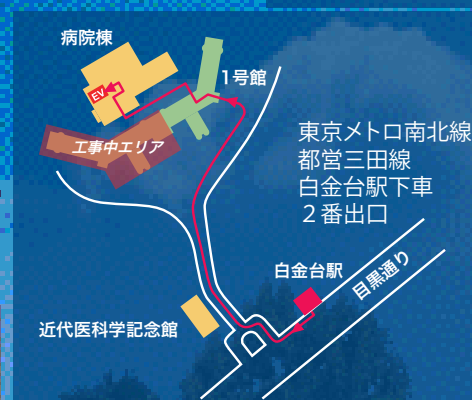 病院棟
EV
1号館
工事中エリア
東京メトロ南北線
都営三田線
白金台駅下車
２番出口
白金台駅
目黒通り
近代医科学記念館